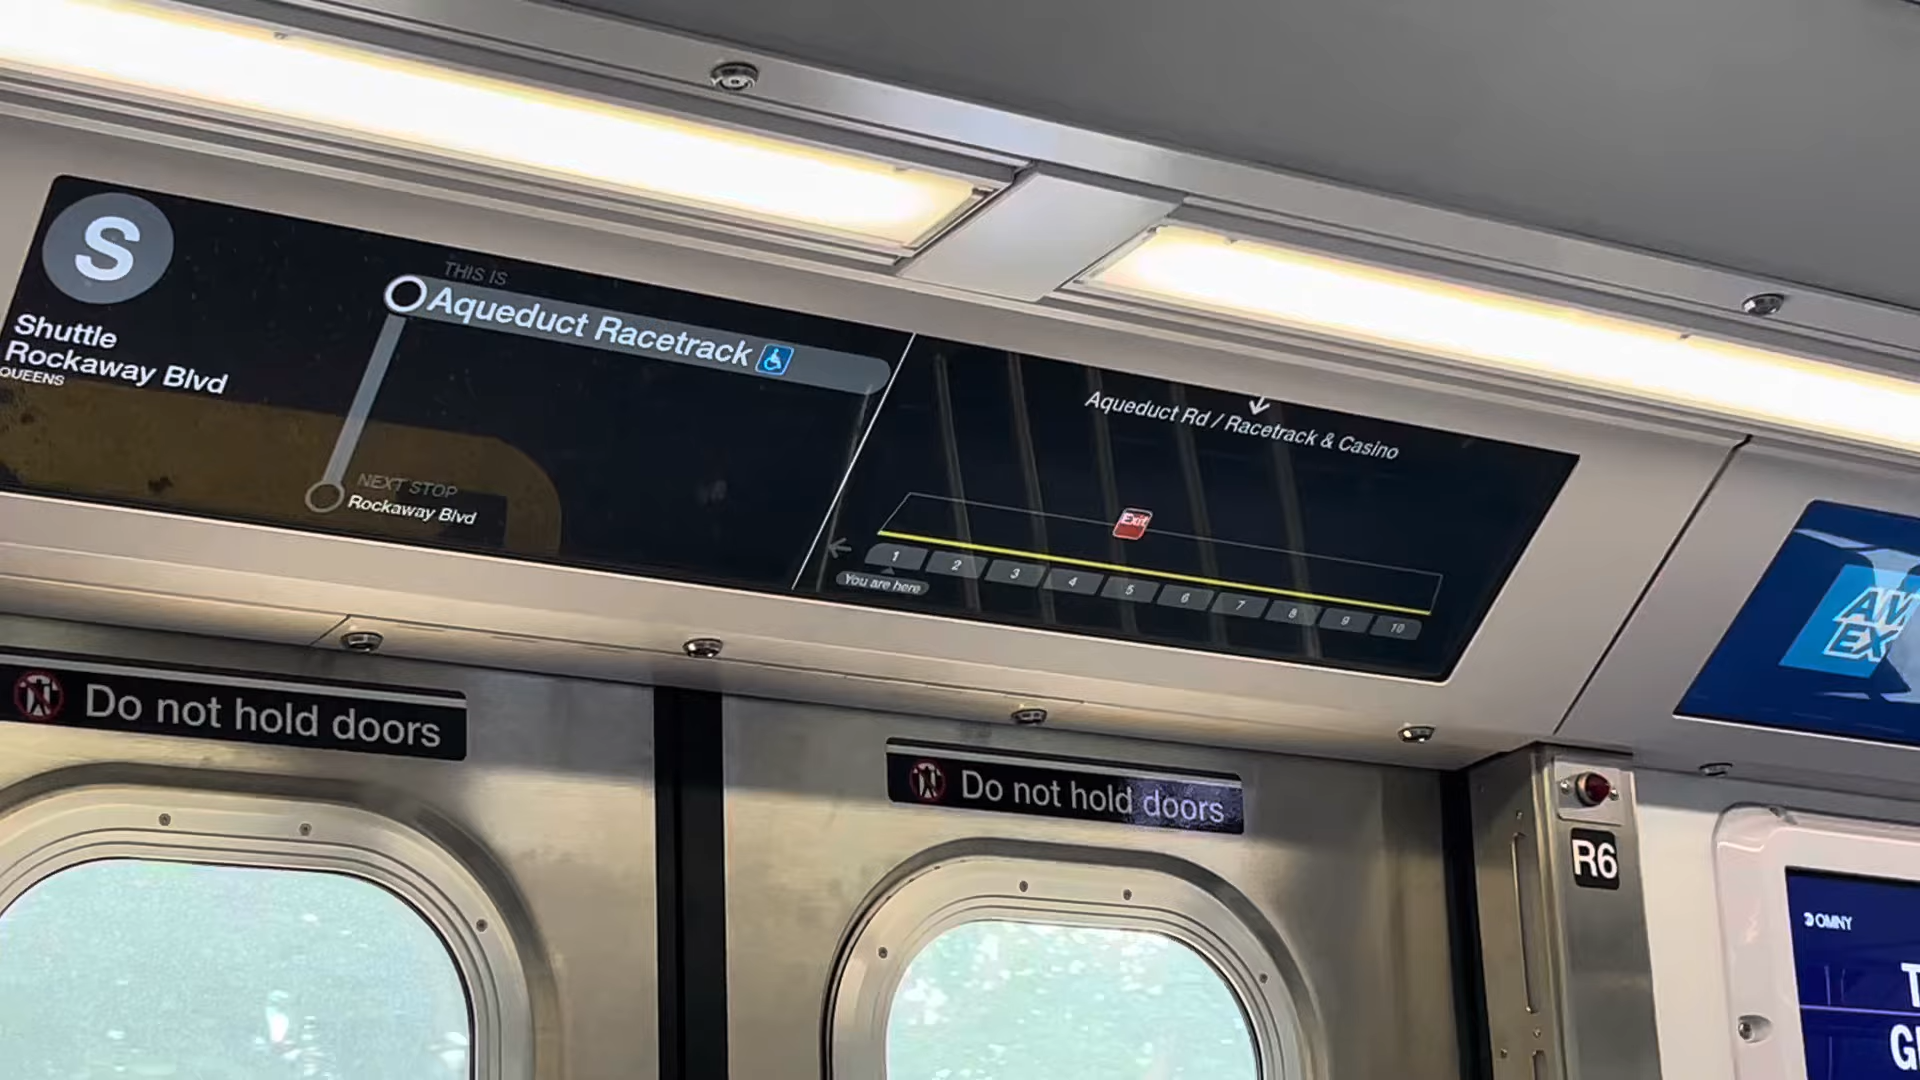 S
Shuttle
Rockaway Blvd
QUEENS
THIS IS
Aqueduct Racetrack
NEXT STOP
Rockaway Blvd
Aqueduct Rd / Racetrack & Casino
Exit
1 2 3 4 5 6 7 8 9 10
You are here
AM
EX
Do not hold doors
Do not hold doors
R6
OMNY